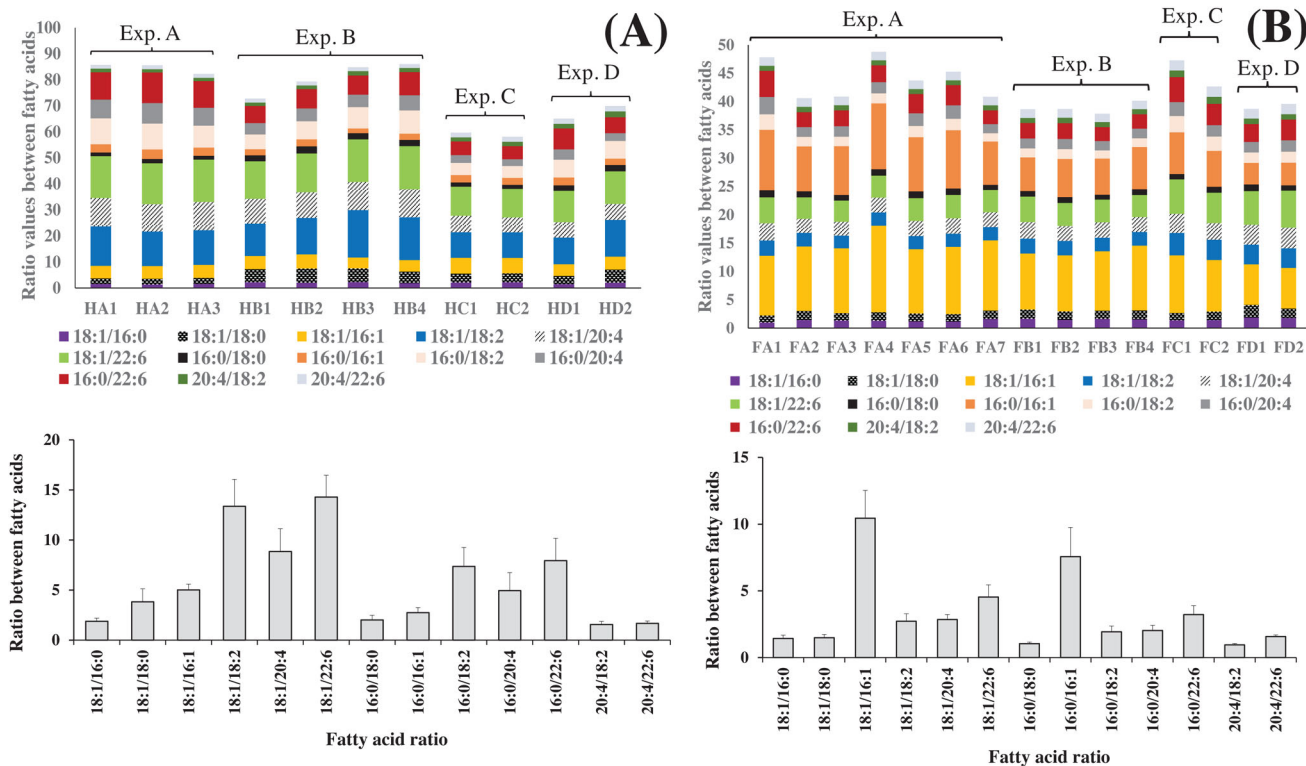 (A)
Ratio values between fatty acids
100
90
80
70
60
50
40
30
20
10
0
Exp. A
Exp. B
Exp. C
Exp. D
HA1 HA2 HA3 HB1 HB2 HB3 HB4 HC1 HC2 HD1 HD2
18:1/16:0 18:1/18:0 18:1/16:1 18:1/18:2 18:1/20:4
18:1/22:6 16:0/18:0 16:0/16:1 16:0/18:2 16:0/20:4
16:0/22:6 20:4/18:2 20:4/22:6
Ratio between fatty acids
20
15
10
5
0
18:1/16:0
18:1/18:0
18:1/16:1
18:1/18:2
18:1/20:4
18:1/22:6
16:0/18:0
16:0/16:1
16:0/18:2
16:0/20:4
16:0/22:6
20:4/18:2
20:4/22:6
Fatty acid ratio
(B)
Ratio values between fatty acids
50
45
40
35
30
25
20
15
10
5
0
Exp. A
Exp. B
Exp. C
Exp. D
FA1 FA2 FA3 FA4 FA5 FA6 FA7 FB1 FB2 FB3 FB4 FC1 FC2 FD1 FD2
18:1/16:0 18:1/18:0 18:1/16:1 18:1/18:2 18:1/20:4
18:1/22:6 16:0/18:0 16:0/16:1 16:0/18:2 16:0/20:4
16:0/22:6 20:4/18:2 20:4/22:6
Ratio between fatty acids
15
10
5
0
18:1/16:0
18:1/18:0
18:1/16:1
18:1/18:2
18:1/20:4
18:1/22:6
16:0/18:0
16:0/16:1
16:0/18:2
16:0/20:4
16:0/22:6
20:4/18:2
20:4/22:6
Fatty acid ratio